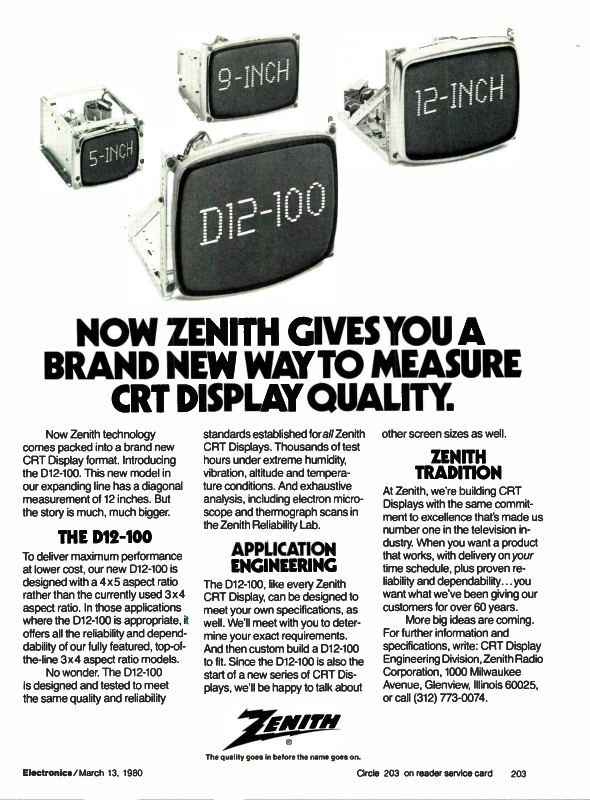 9-INCH
12-INCH
5-INCH
D12-100
NOW ZENITH GIVES YOU A
BRAND NEW WAY TO MEASURE
CRT DISPLAY QUALITY.
Now Zenith technology
comes packed into a brand new
CRT Display format. Introducing
the D12-100. This new model in
our expanding line has a diagonal
measurement of 12 inches. But
the story is much, much bigger.
THE D12-100
To deliver maximum performance
at lower cost, our new D12-100 is
designed with a 4x5 aspect ratio
rather than the currently used 3x4
aspect ratio. In those applications
where the D12-100 is appropriate, it
offers all the reliability and depend-
dability of our fully featured, top-of-
the-line 3x4 aspect ratio models.
No wonder. The D12-100
is designed and tested to meet
the same quality and reliability
standards established for all Zenith
CRT Displays. Thousands of test
hours under extreme humidity,
vibration, altitude and tempera-
ture conditions. And exhaustive
analysis, including electron micro-
scope and thermograph scans in
the Zenith Reliability Lab.
APPLICATION
ENGINEERING
The D12-100, like every Zenith
CRT Display, can be designed to
meet your own specifications, as
well. We'll meet with you to deter-
mine your exact requirements.
And then custom build a D12-100
to fit. Since the D12-100 is also the
start of a new series of CRT Dis-
plays, we'll be happy to talk about
other screen sizes as well.
ZENITH
TRADITION
At Zenith, we're building CRT
Displays with the same commit-
ment to excellence that's made us
number one in the television in-
dustry. When you want a product
that works, with delivery on your
time schedule, plus proven re-
liability and dependability...you
want what we've been giving our
customers for over 60 years.
More big ideas are coming.
For further information and
specifications, write: CRT Display
Engineering Division, Zenith Radio
Corporation, 1000 Milwaukee
Avenue, Glenview, Illinois 60025,
or call (312) 773-0074.
ZENITH
®
The quality goes in before the name goes on.
Electronics/March 13, 1980
Circle 203 on reader service card 203